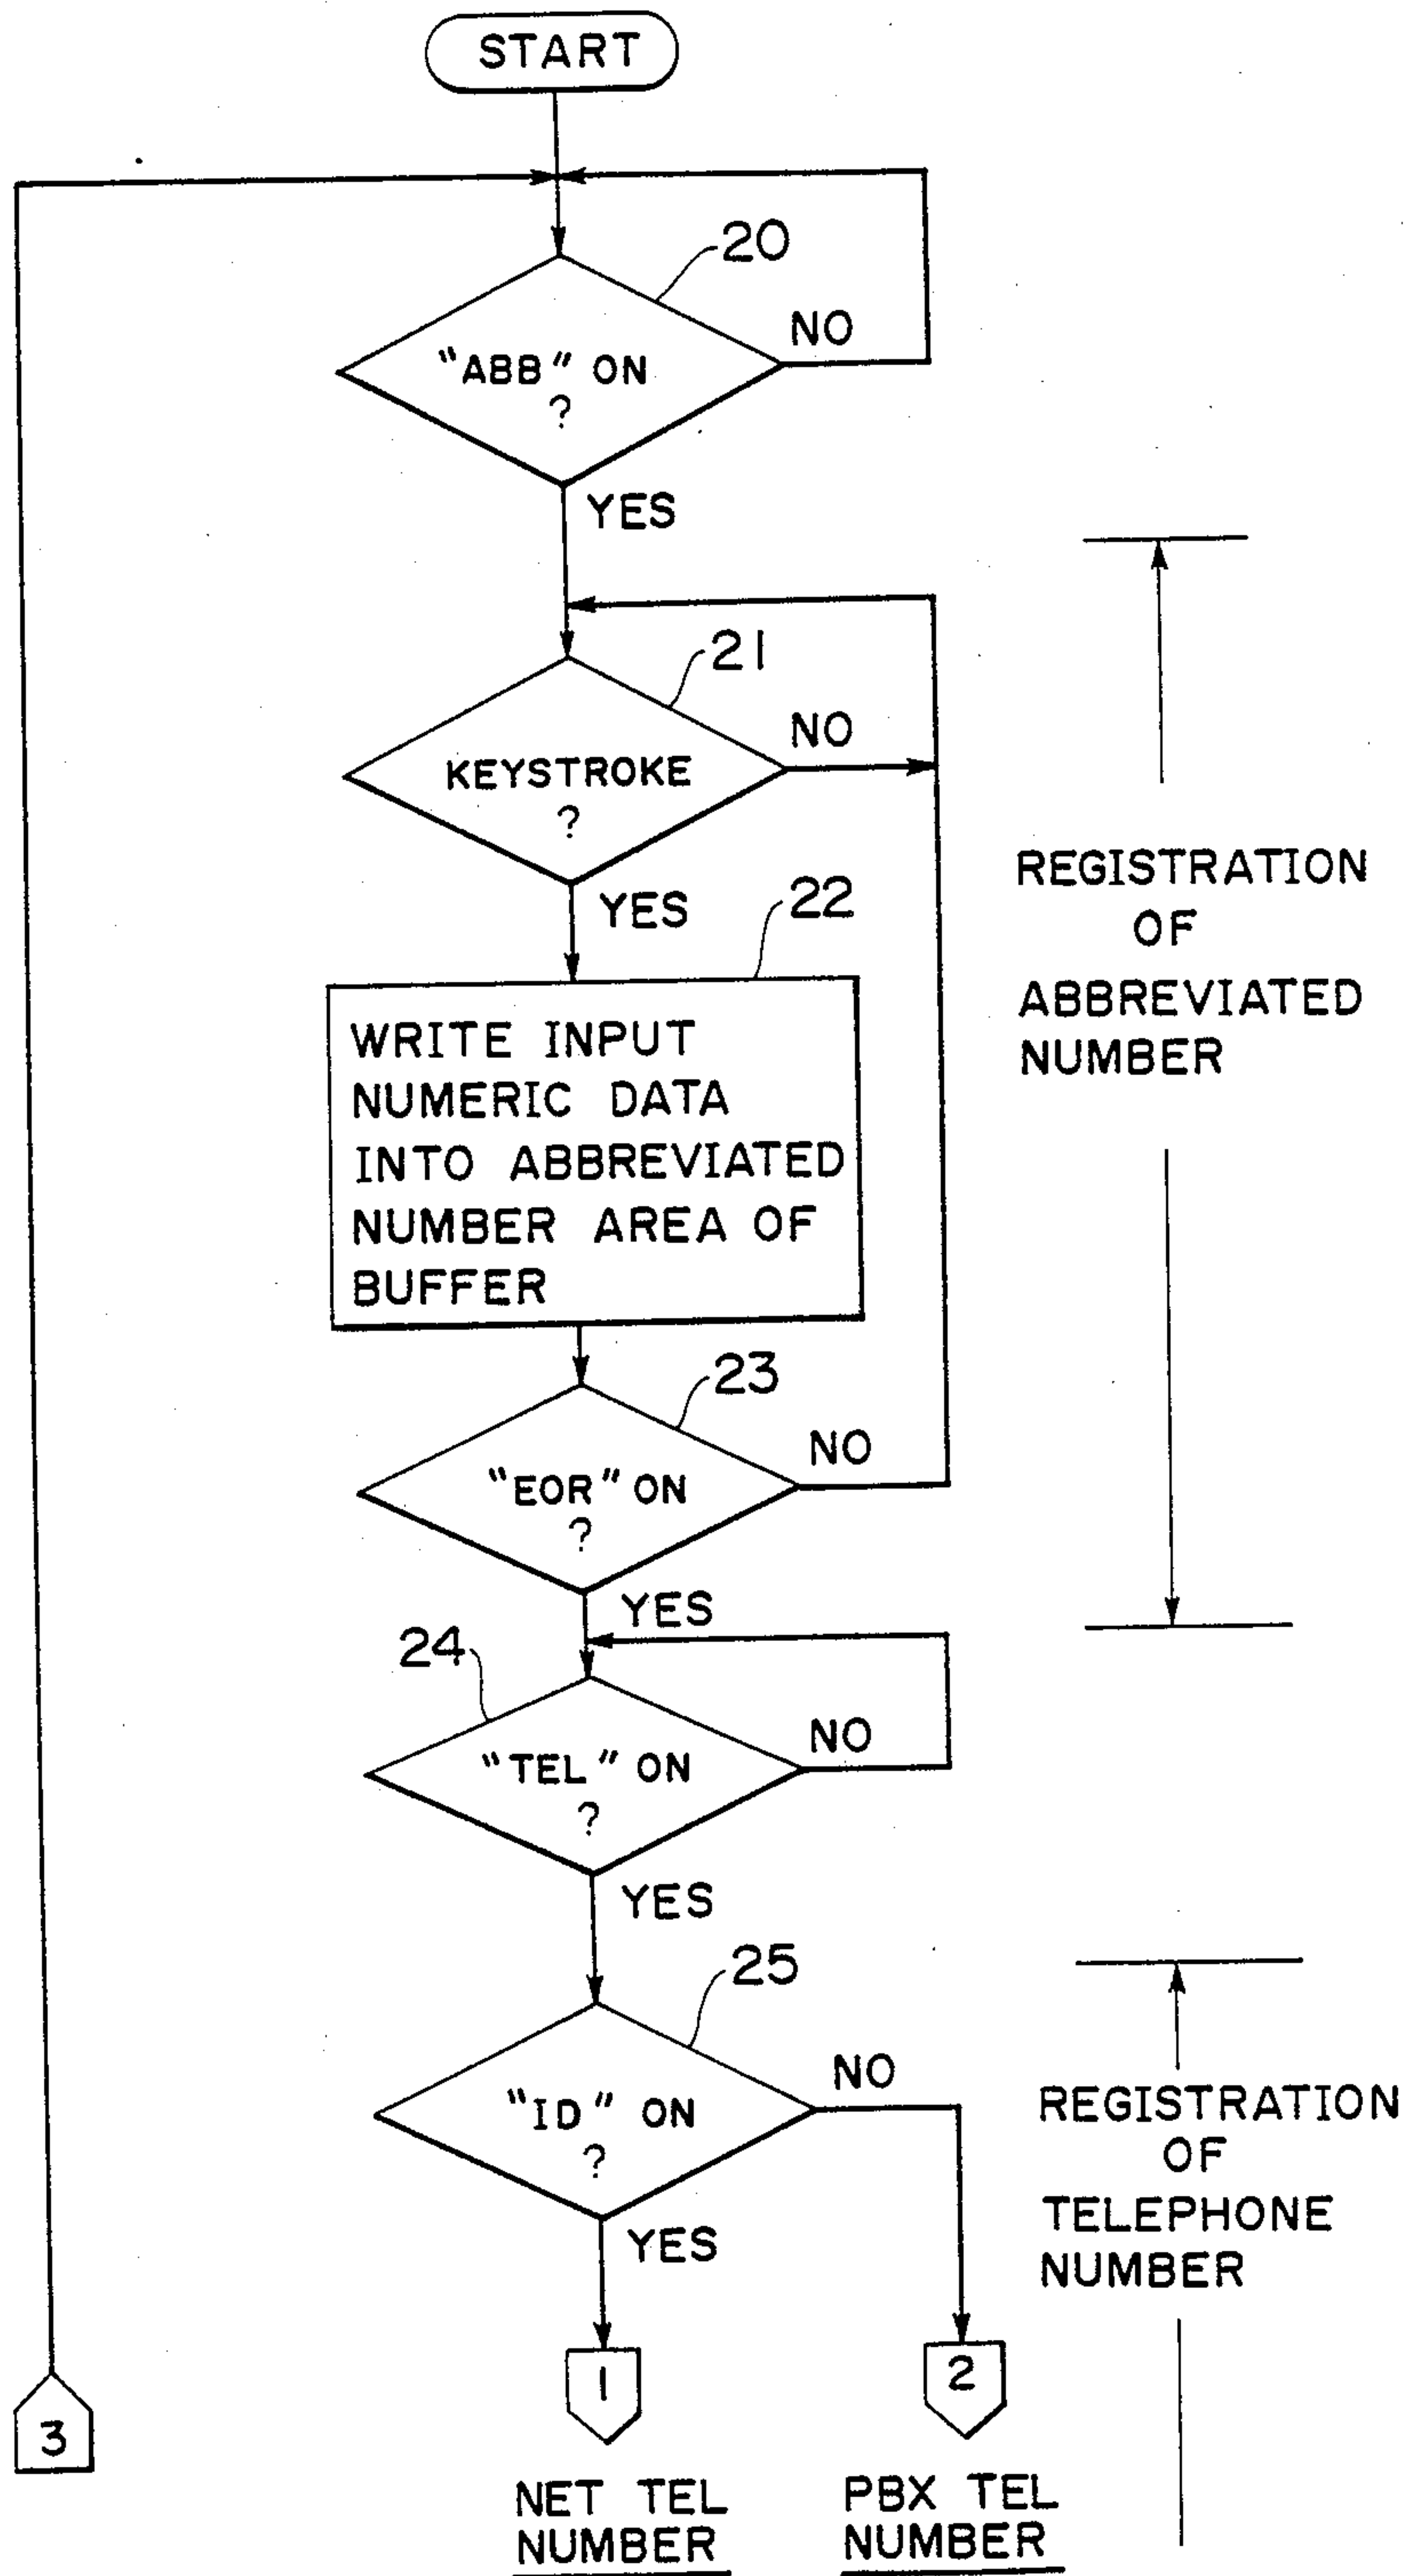 START
20
"ABB" ON
?
NO
YES
21
KEYSTROKE
?
NO
YES
22
WRITE INPUT
NUMERIC DATA
INTO ABBREVIATED
NUMBER AREA OF
BUFFER
REGISTRATION
OF
ABBREVIATED
NUMBER
23
"EOR" ON
?
NO
YES
24
"TEL" ON
?
NO
YES
25
"ID" ON
?
NO
YES
REGISTRATION
OF
TELEPHONE
NUMBER
1
2
3
NET TEL
NUMBER
PBX TEL
NUMBER